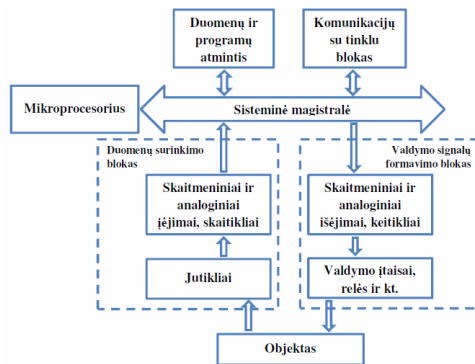 Duomenų ir
programų
atmintis
Komunikacijų
su tinklu
blokas
Mikroprocesorius
Sisteminė magistralė
Duomenų surinkimo
blokas
Valdymo signalų
formavimo blokas
Skaitmeniniai ir
analoginiai
įėjimai, skaitikliai
Skaitmeniniai ir
analoginiai
išėjimai, keitikliai
Jutikliai
Valdymo įtaisai,
relės ir kt.
Objektas